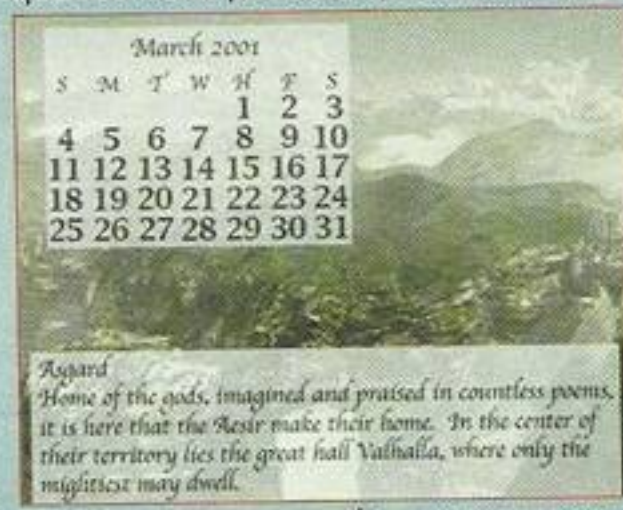 March 2001
S M T W H F S
1 2 3
4 5 6 7 8 9 10
11 12 13 14 15 16 17
18 19 20 21 22 23 24
25 26 27 28 29 30 31
Asgard
Home of the gods, imagined and praised in countless poems,
it is here that the Aesir make their home. In the center of
their territory lies the great hall Valhalla, where only the
mightiest may dwell.